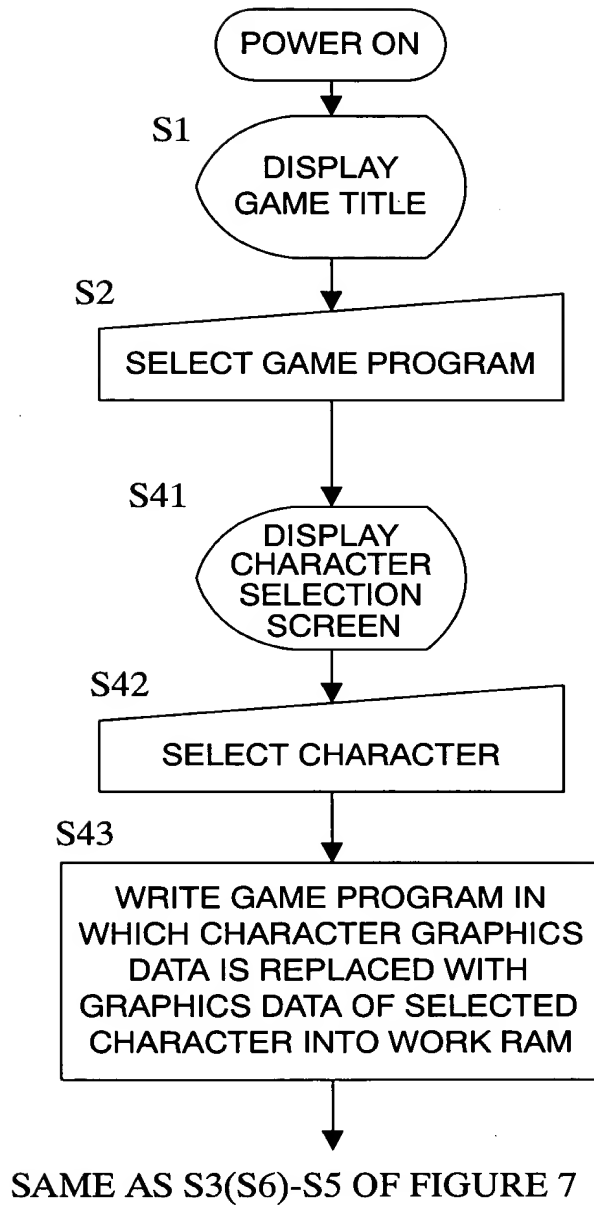 POWER ON
S1
DISPLAY
GAME TITLE
S2
SELECT GAME PROGRAM
S41
DISPLAY
CHARACTER
SELECTION
SCREEN
S42
SELECT CHARACTER
S43
WRITE GAME PROGRAM IN
WHICH CHARACTER GRAPHICS
DATA IS REPLACED WITH
GRAPHICS DATA OF SELECTED
CHARACTER INTO WORK RAM
SAME AS S3(S6)-S5 OF FIGURE 7